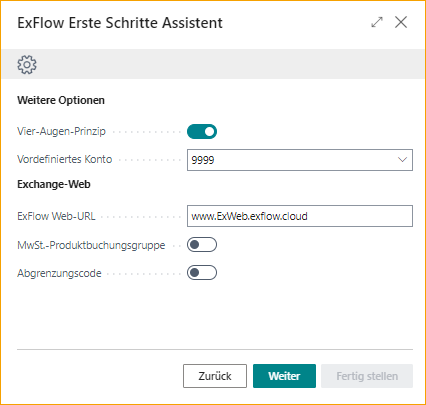 ExFlow Erste Schritte Assistent
Weitere Optionen
Vier-Augen-Prinzip
Vordefiniertes Konto 9999
Exchange-Web
ExFlow Web-URL www.ExWeb.exflow.cloud
MwSt.-Produktbuchungsgruppe
Abgrenzungscode
Zurück Weiter Fertig stellen